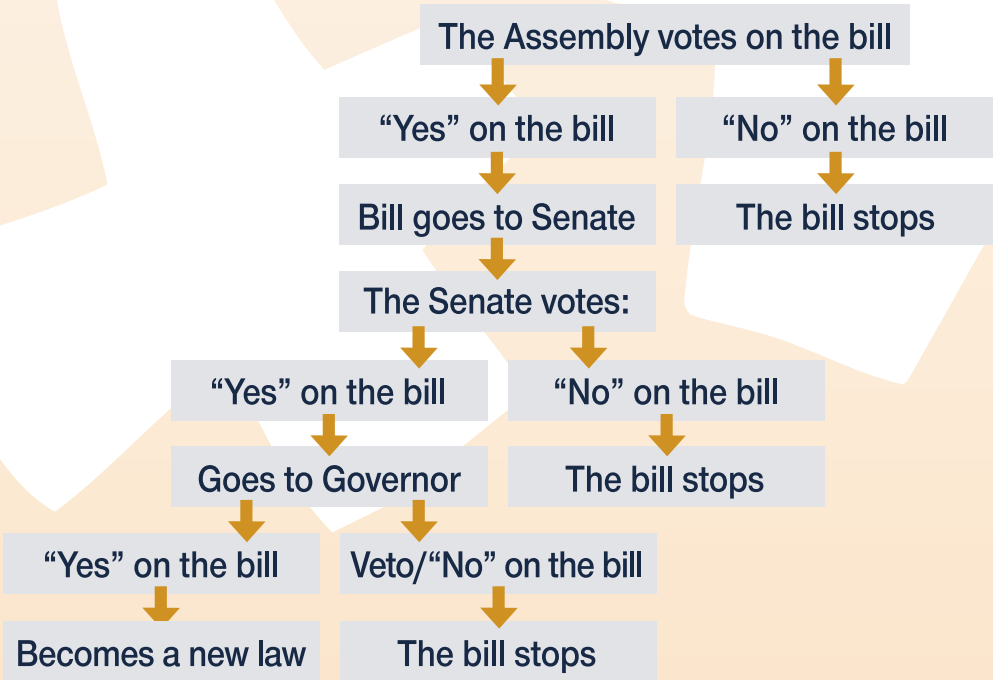 The Assembly votes on the bill
“Yes” on the bill
“No” on the bill
Bill goes to Senate
The bill stops
The Senate votes:
“Yes” on the bill
“No” on the bill
Goes to Governor
The bill stops
“Yes” on the bill
Veto/“No” on the bill
Becomes a new law
The bill stops